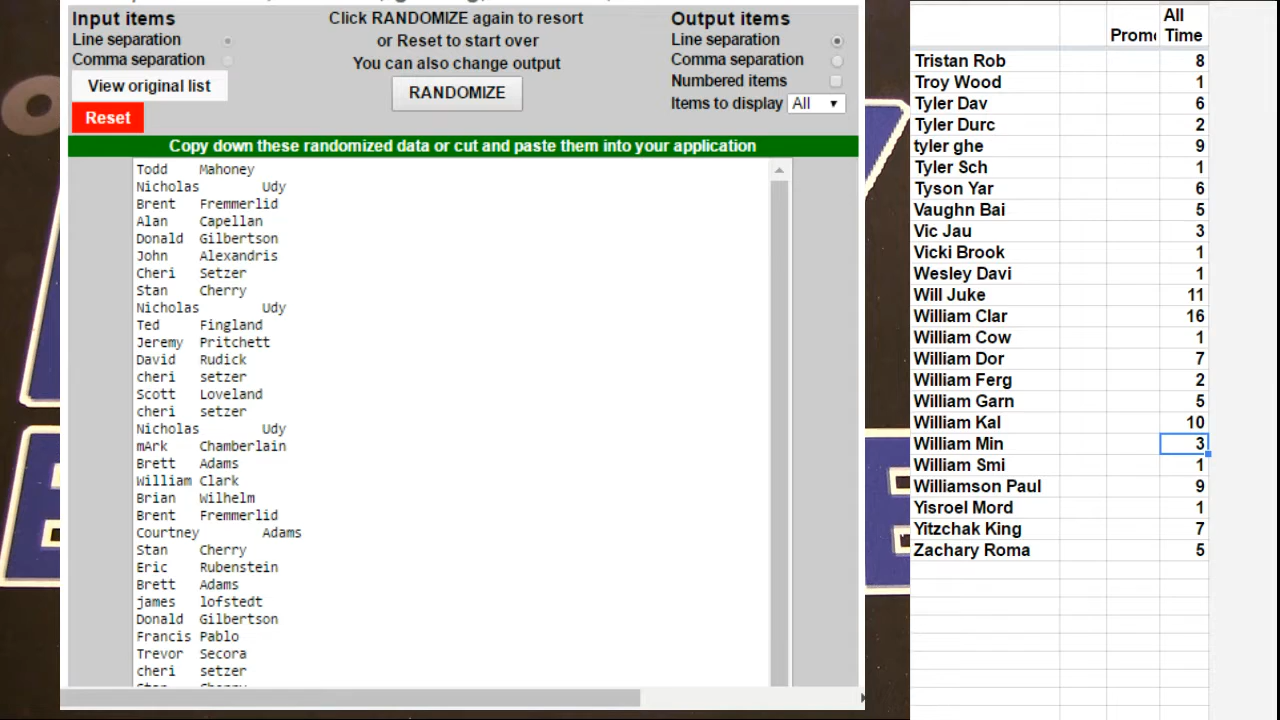 Input items
Line separation
Comma separation
View original list
Reset
Click RANDOMIZE again to resort
or Reset to start over
You can also change output
RANDOMIZE
Output items
Line separation
Comma separation
Numbered items
Items to display All
Copy down these randomized data or cut and paste them into your application
Todd Mahoney
Nicholas Udy
Brent Fremmerlid
Alan Capellan
Donald Gilbertson
John Alexandris
Cheri Setzer
Stan Cherry
Nicholas Udy
Ted Fingland
Jeremy Pritchett
David Rudick
cheri setzer
Scott Loveland
cheri setzer
Nicholas Udy
mArk Chamberlain
Brett Adams
William Clark
Brian Wilhelm
Brent Fremmerlid
Courtney Adams
Stan Cherry
Eric Rubenstein
Brett Adams
james lofstedt
Donald Gilbertson
Francis Pablo
Trevor Secora
cheri setzer
All
Promo Time
Tristan Rob 8
Troy Wood 1
Tyler Dav 6
Tyler Durc 2
tyler ghe 9
Tyler Sch 1
Tyson Yar 6
Vaughn Bai 5
Vic Jau 3
Vicki Brook 1
Wesley Davi 1
Will Juke 11
William Clar 16
William Cow 1
William Dor 7
William Ferg 2
William Garn 5
William Kal 10
William Min 3
William Smi 1
Williamson Paul 9
Yisroel Mord 1
Yitzchak King 7
Zachary Roma 5